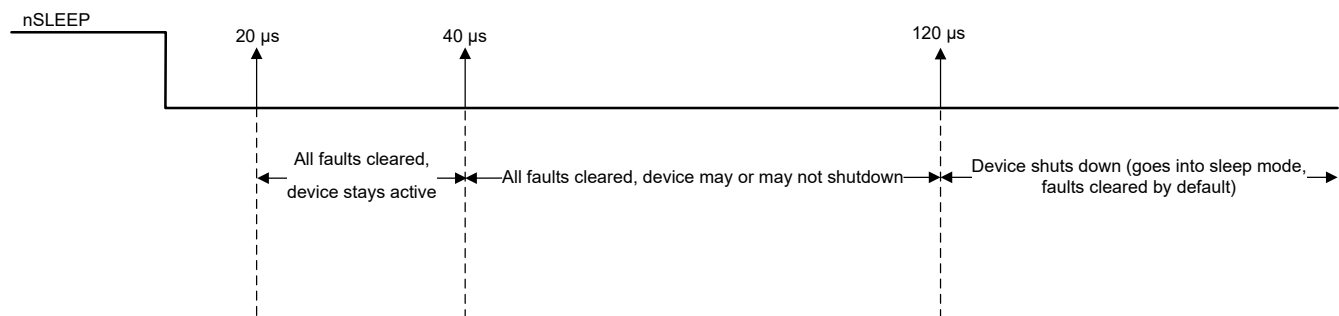 nSLEEP
20 µs
40 µs
120 µs
All faults cleared,
device stays active
All faults cleared, device may or may not shutdown
Device shuts down (goes into sleep mode,
faults cleared by default)